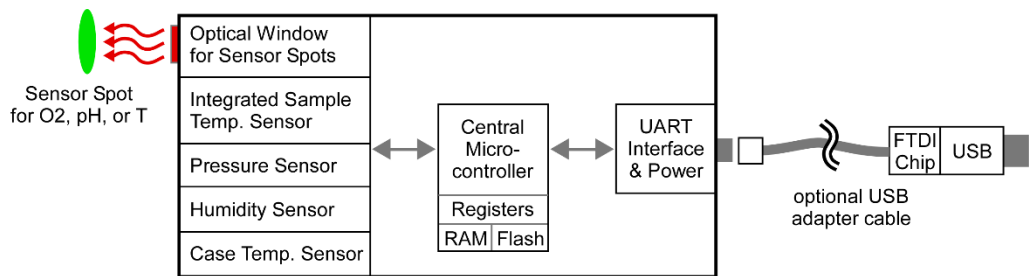 Sensor Spot
for O2, pH, or T
Optical Window
for Sensor Spots
Integrated Sample
Temp. Sensor
Pressure Sensor
Humidity Sensor
Case Temp. Sensor
Central
Micro-
controller
Registers
RAM
Flash
UART
Interface
& Power
optional USB
adapter cable
FTDI
Chip
USB